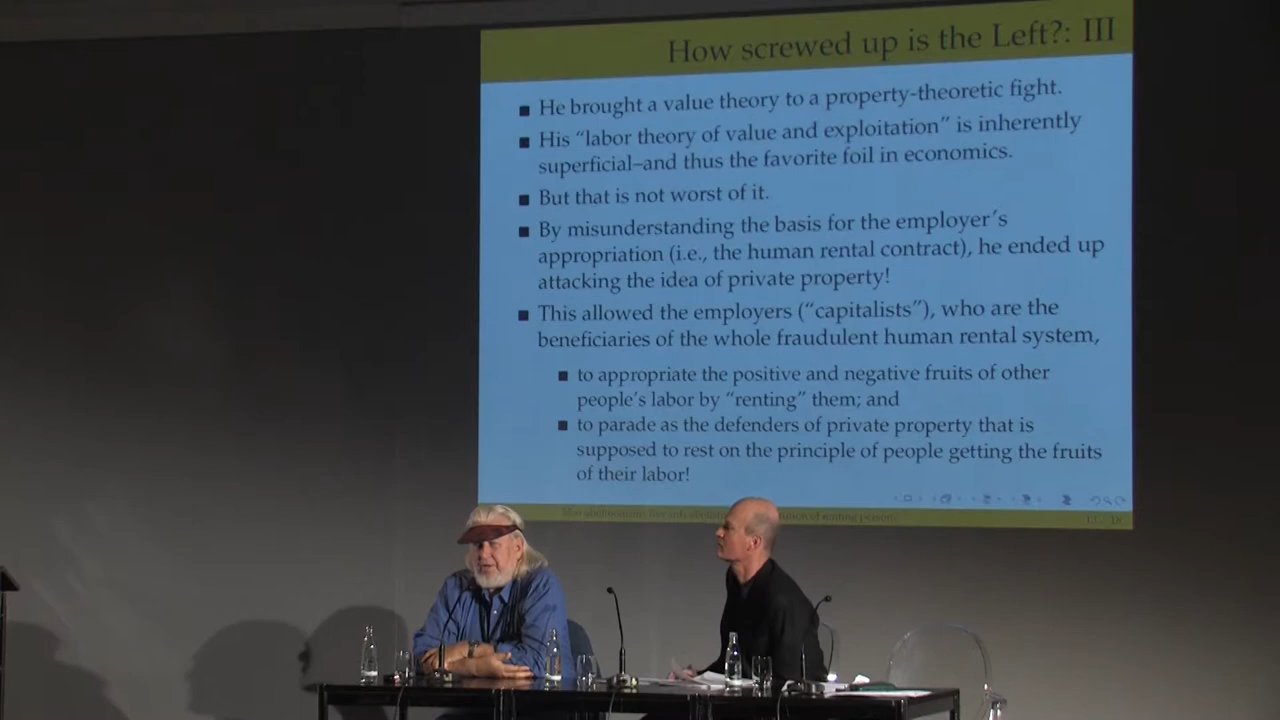 How screwed up is the Left?: III
He brought a value theory to a property-theoretic fight.
His “labor theory of value and exploitation” is inherently
superficial–and thus the favorite foil in economics.
But that is not worst of it.
By misunderstanding the basis for the employer's
appropriation (i.e., the human rental contract), he ended up
attacking the idea of private property!
This allowed the employers (“capitalists”), who are the
beneficiaries of the whole fraudulent human rental system,
to appropriate the positive and negative fruits of other
people's labor by “renting” them; and
to parade as the defenders of private property that is
supposed to rest on the principle of people getting the fruits
of their labor!